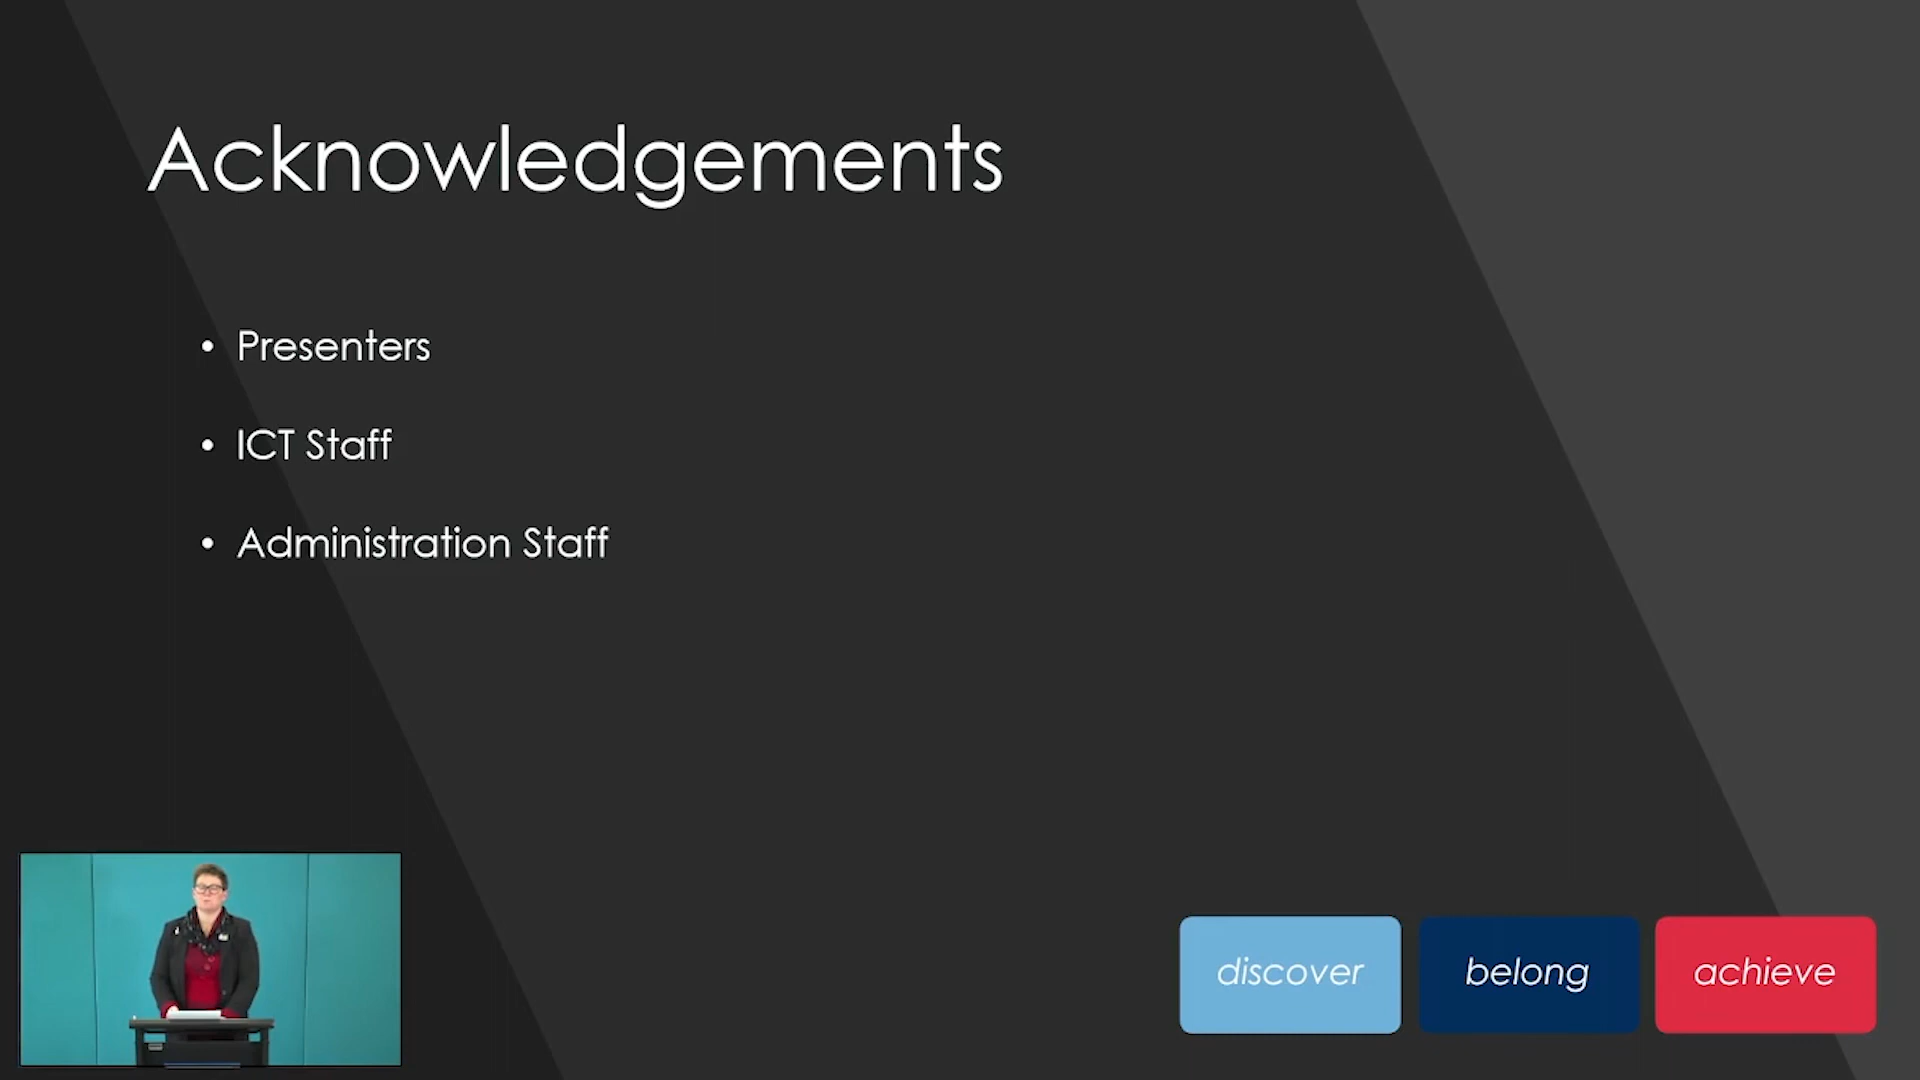 Acknowledgements
• Presenters
• ICT Staff
• Administration Staff
discover
belong
achieve